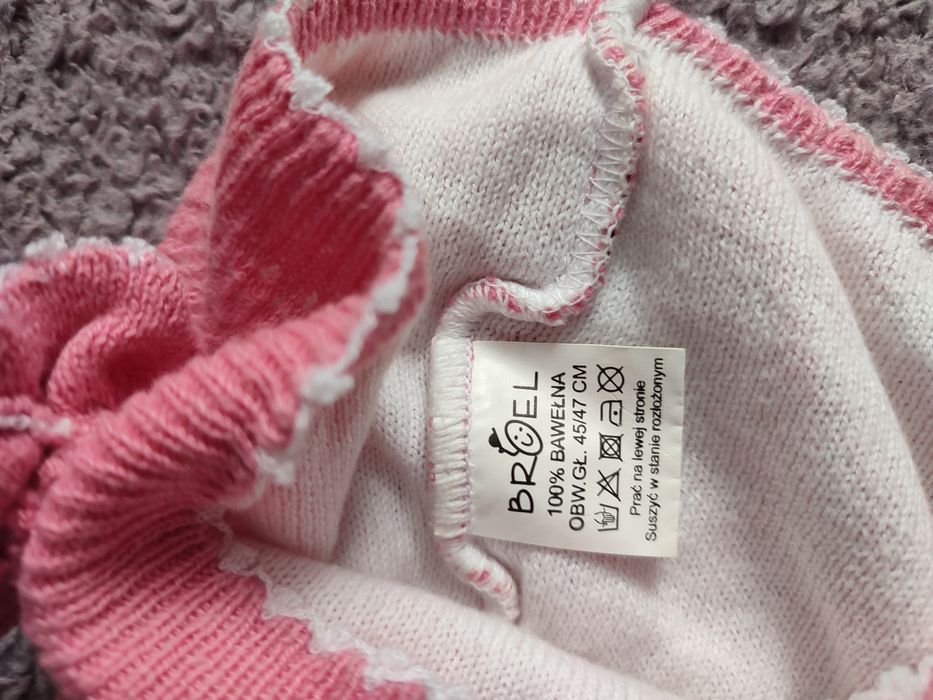 BROEL
100% BAWEŁNA
OBW.GŁ. 45/47 CM
Prać na lewej stronie
Suszyć w stanie rozłożonym